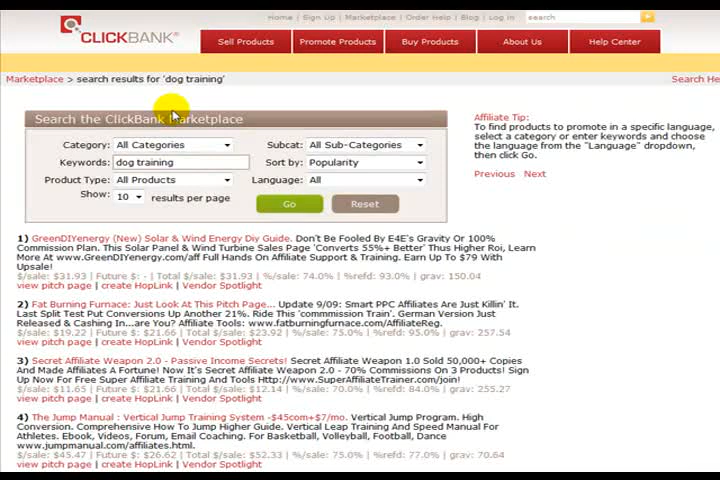 Home | Sign Up | Marketplace | Order Help | Blog | Log In
search
CLICKBANK®
Sell Products
Promote Products
Buy Products
About Us
Help Center
Marketplace > search results for 'dog training'
Search He
Search the ClickBank Marketplace
Category: All Categories
Subcat: All Sub-Categories
Keywords: dog training
Sort by: Popularity
Product Type: All Products
Language: All
Show: 10 results per page
Go
Reset
Affiliate Tip:
To find products to promote in a specific language,
select a category or enter keywords and choose
the language from the "Language" dropdown,
then click Go.
Previous Next
1) GreenDIYenergy (New) Solar & Wind Energy Diy Guide. Don't Be Fooled By E4E's Gravity Or 100%
Commission Plan. This Solar Panel & Wind Turbine Sales Page 'Converts 55%+ Better' Thus Higher Roi, Learn
More At www.GreenDIYenergy.com/aff Full Hands On Affiliate Support & Training. Earn Up To $79 With
Upsale!
$/sale: $31.93 | Future $: - | Total $/sale: $31.93 | %/sale: 74.0% | %refd: 93.0% | grav: 150.04
view pitch page | create HopLink | Vendor Spotlight
2) Fat Burning Furnace: Just Look At This Pitch Page... Update 9/09: Smart PPC Affiliates Are Just Killin' It.
Last Split Test Put Conversions Up Another 21%. Ride This 'commmission Train'. German Version Just
Released & Cashing In...are You? Affiliate Tools: www.fatburningfurnace.com/AffiliateReg.
$/sale: $19.22 | Future $: $21.66 | Total $/sale: $23.92 | %/sale: 75.0% | %refd: 95.0% | grav: 257.54
view pitch page | create HopLink | Vendor Spotlight
3) Secret Affiliate Weapon 2.0 - Passive Income Secrets! Secret Affiliate Weapon 1.0 Sold 50,000+ Copies
And Made Affiliates A Fortune! Now It's Secret Affiliate Weapon 2.0 - 70% Commissions On 3 Products! Sign
Up Now For Free Super Affiliate Training And Tools Http://www.SuperAffiliateTrainer.com/join!
$/sale: $11.65 | Future $: $21.66 | Total $/sale: $12.14 | %/sale: 70.0% | %refd: 84.0% | grav: 255.27
view pitch page | create HopLink | Vendor Spotlight
4) The Jump Manual : Vertical Jump Training System -$45com+$7/mo. Vertical Jump Program. High
Conversion. Comprehensive How To Jump Higher Guide. Vertical Leap Training And Speed Manual For
Athletes. Ebook, Videos, Forum, Email Coaching. For Basketball, Volleyball, Football, Dance
www.jumpmanual.com/affiliates.html.
$/sale: $45.47 | Future $: $26.62 | Total $/sale: $52.33 | %/sale: 75.0% | %refd: 77.0% | grav: 70.64
view pitch page | create HopLink | Vendor Spotlight